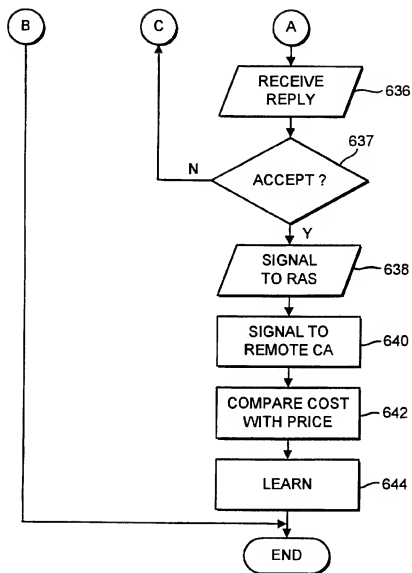 B
C
A
RECEIVE
REPLY
636
637
N
ACCEPT ?
Y
SIGNAL
TO RAS
638
SIGNAL TO
REMOTE CA
640
COMPARE COST
WITH PRICE
642
LEARN
644
END